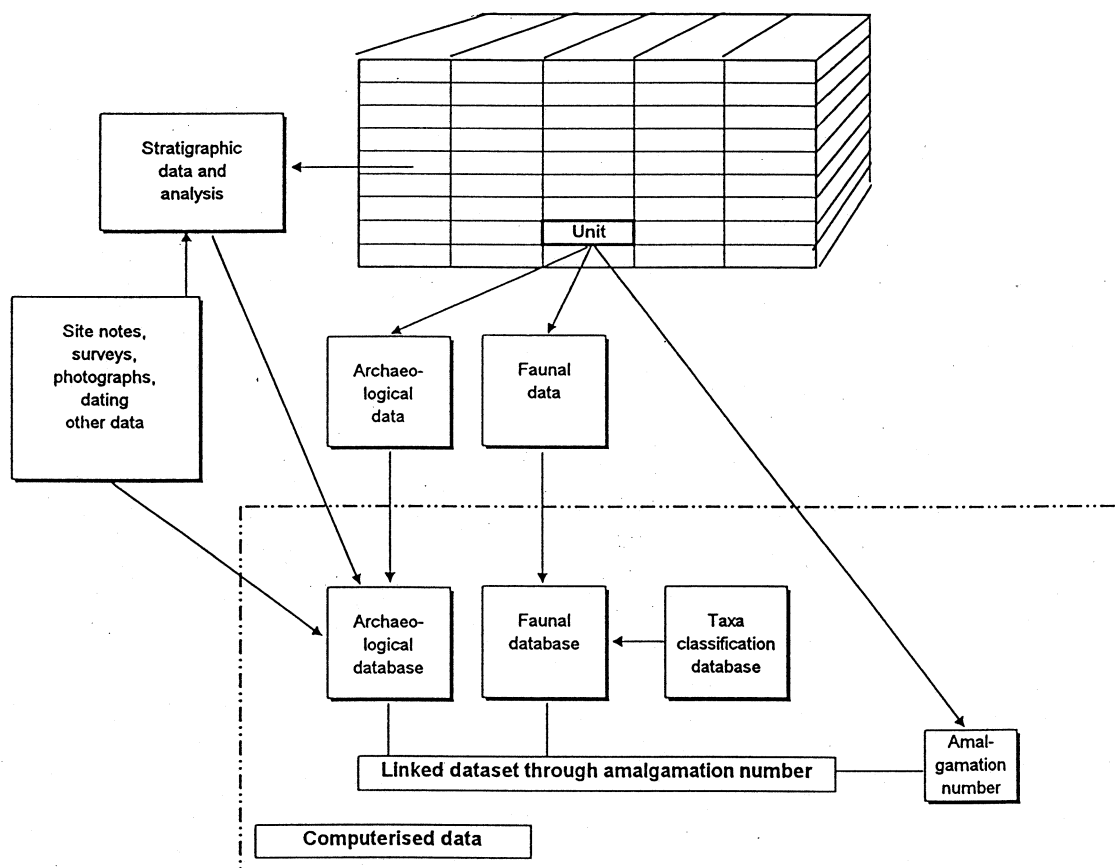 Stratigraphic
data and
analysis
Unit
Site notes,
surveys,
photographs,
dating
other data
Archaeo-
logical
data
Faunal
data
Archaeo-
logical
database
Faunal
database
Taxa
classification
database
Amal-
gamation
number
Linked dataset through amalgamation number
Computerised data